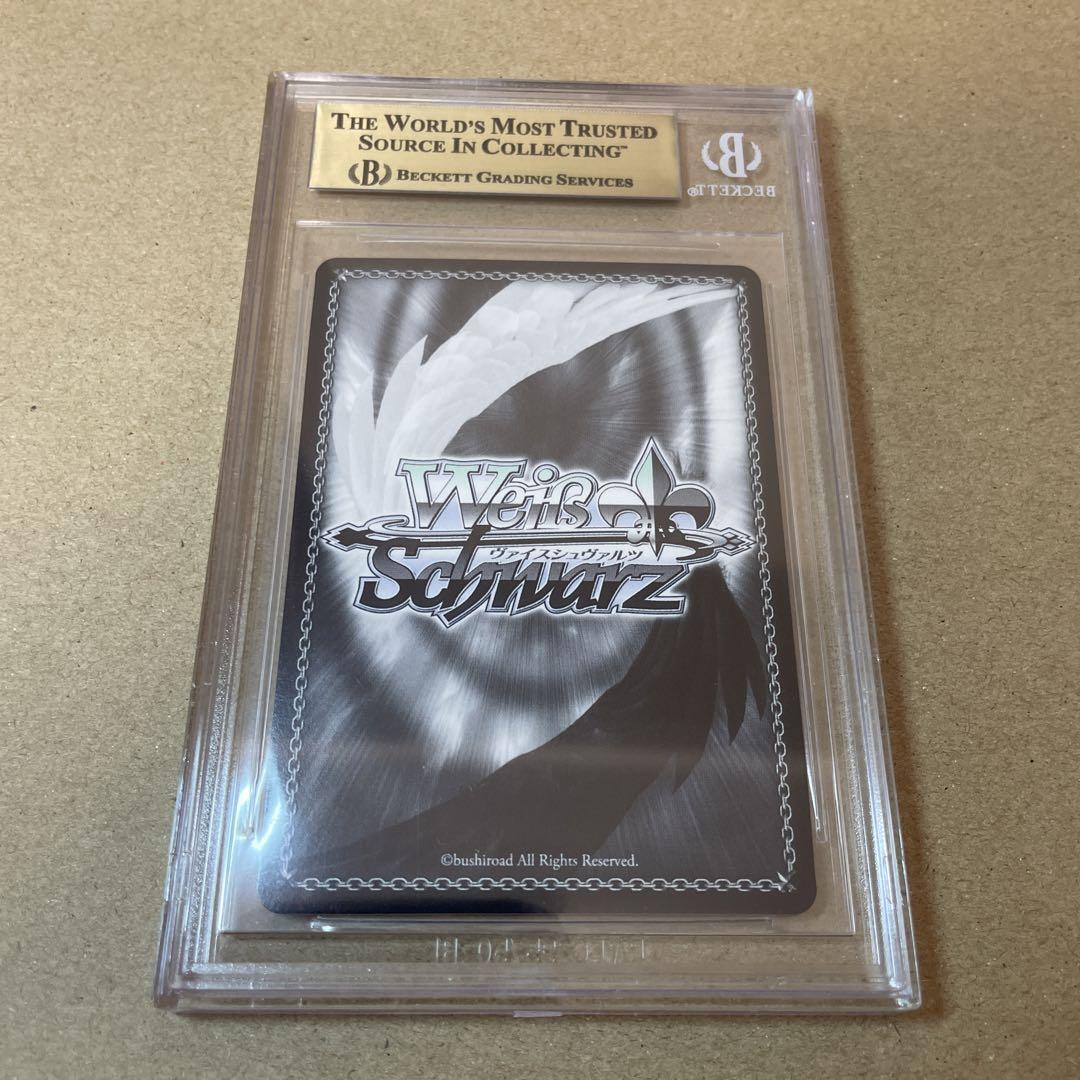 THE WORLD'S MOST TRUSTED
SOURCE IN COLLECTING™
B BECKETT GRADING SERVICES
B
BECKETT®
Weiß
ヴァイスシュヴァルツ
Schwarz
©bushiroad All Rights Reserved.